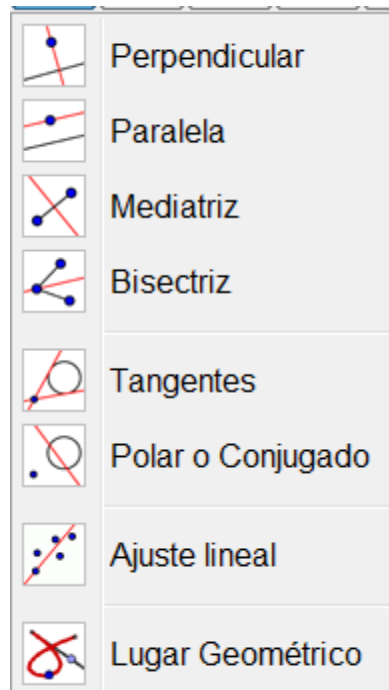 Perpendicular
Paralela
Mediatriz
Bisectriz
Tangentes
Polar o Conjugado
Ajuste lineal
Lugar Geométrico